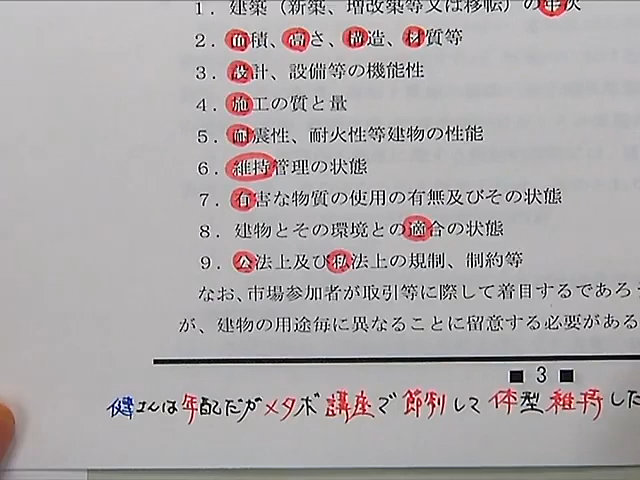 1．建築（新築、増改築等又は移転）の年次
2．面積、高さ、構造、材質等
3．設計、設備等の機能性
4．施工の質と量
5．耐震性、耐火性等建物の性能
6．維持管理の状態
7．有害な物質の使用の有無及びその状態
8．建物とその環境との適合の状態
9．公法上及び私法上の規制、制約等
なお、市場参加者が取引等に際して着目するであろう
が、建物の用途毎に異なることに留意する必要がある
■ 3 ■
健さんは年配だがメタボ講座で節制して体型維持した